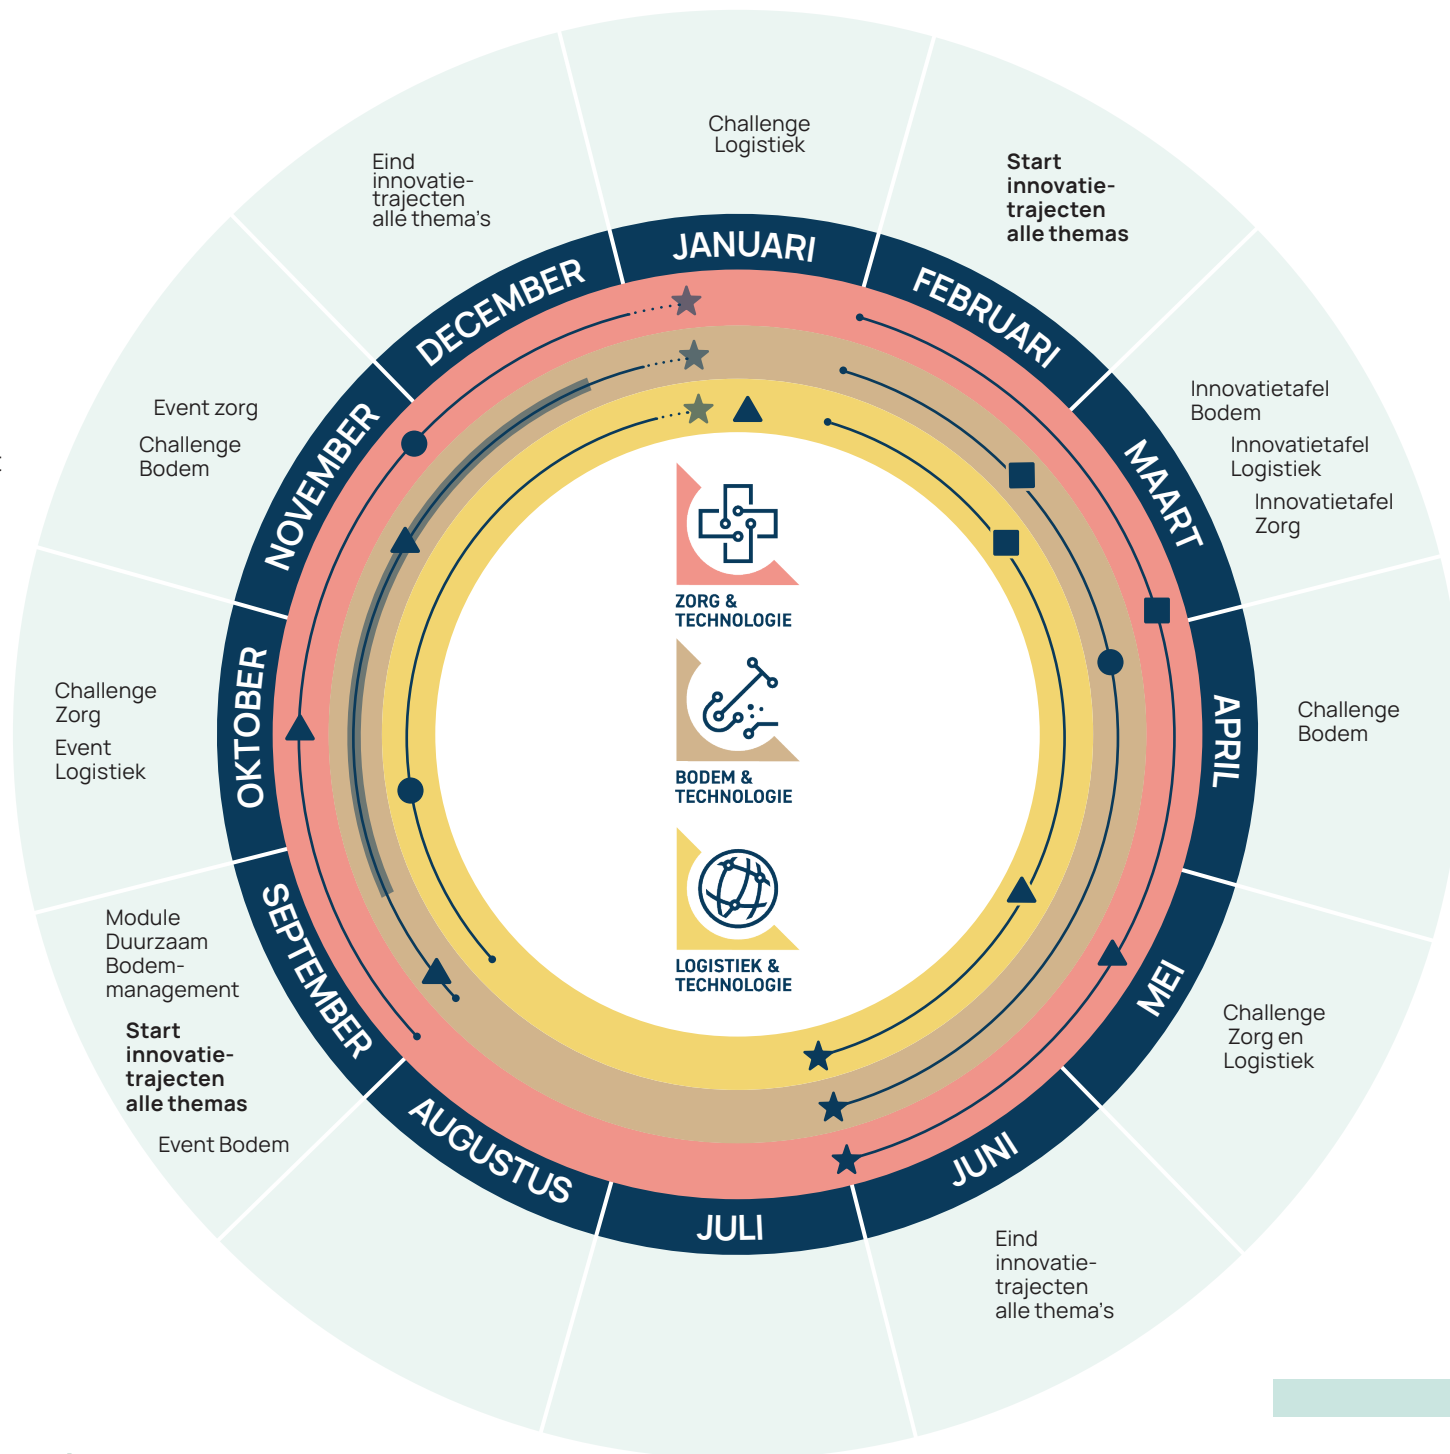 Challenge
Logistiek
Start
innovatie-
trajecten
alle themas
Innovatietafel
Bodem
Innovatietafel
Logistiek
Innovatietafel
Zorg
Challenge
Bodem
Challenge
Zorg en
Logistiek
Eind
innovatie-
trajecten
alle thema's
Module
Duurzaam
Bodem-
management
Start
innovatie-
trajecten
alle themas
Event Bodem
Challenge
Zorg
Event
Logistiek
Event zorg
Challenge
Bodem
Eind
innovatie-
trajecten
alle thema's
JANUARI
FEBRUARI
MAART
APRIL
MEI
JUNI
JULI
AUGUSTUS
SEPTEMBER
OKTOBER
NOVEMBER
DECEMBER
ZORG &
TECHNOLOGIE
BODEM &
TECHNOLOGIE
LOGISTIEK &
TECHNOLOGIE